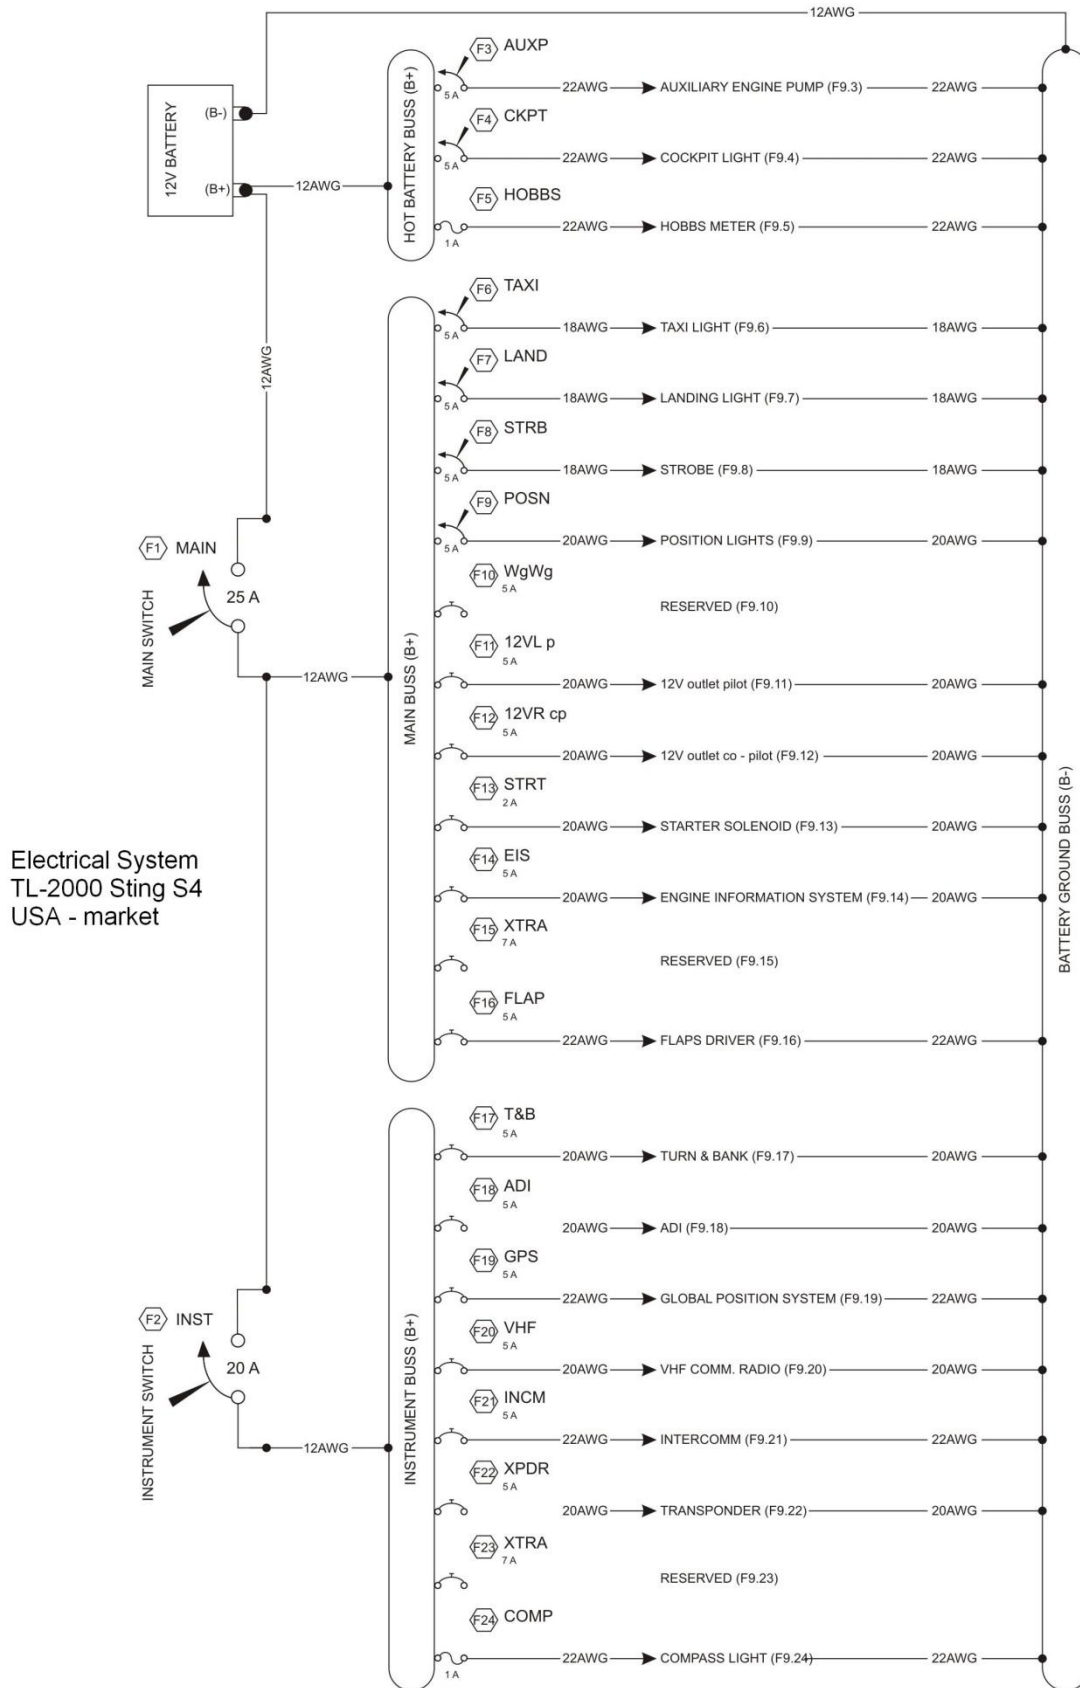 12AWG
12V BATTERY
(B-)
(B+)
12AWG
12AWG
HOT BATTERY BUSS (B+)
F3 AUXP
5 A
22AWG AUXILIARY ENGINE PUMP (F9.3) 22AWG
F4 CKPT
5 A
22AWG COCKPIT LIGHT (F9.4) 22AWG
F5 HOBBS
1 A
22AWG HOBBS METER (F9.5) 22AWG
F1 MAIN
25 A
MAIN SWITCH
12AWG
MAIN BUSS (B+)
F6 TAXI
5 A
18AWG TAXI LIGHT (F9.6) 18AWG
F7 LAND
5 A
18AWG LANDING LIGHT (F9.7) 18AWG
F8 STRB
5 A
18AWG STROBE (F9.8) 18AWG
F9 POSN
5 A
20AWG POSITION LIGHTS (F9.9) 20AWG
F10 WgWg
5 A
RESERVED (F9.10)
F11 12VL p
5 A
20AWG 12V outlet pilot (F9.11) 20AWG
F12 12VR cp
5 A
20AWG 12V outlet co - pilot (F9.12) 20AWG
F13 STRT
2 A
20AWG STARTER SOLENOID (F9.13) 20AWG
F14 EIS
5 A
20AWG ENGINE INFORMATION SYSTEM (F9.14) 20AWG
F15 XTRA
7 A
RESERVED (F9.15)
F16 FLAP
5 A
22AWG FLAPS DRIVER (F9.16) 22AWG
Electrical System
TL-2000 Sting S4
USA - market
BATTERY GROUND BUSS (B-)
F2 INST
20 A
INSTRUMENT SWITCH
12AWG
INSTRUMENT BUSS (B+)
F17 T&B
5 A
20AWG TURN & BANK (F9.17) 20AWG
F18 ADI
5 A
20AWG ADI (F9.18) 20AWG
F19 GPS
5 A
22AWG GLOBAL POSITION SYSTEM (F9.19) 22AWG
F20 VHF
5 A
20AWG VHF COMM. RADIO (F9.20) 20AWG
F21 INCM
5 A
22AWG INTERCOMM (F9.21) 22AWG
F22 XPDR
5 A
20AWG TRANSPONDER (F9.22) 20AWG
F23 XTRA
7 A
RESERVED (F9.23)
F24 COMP
1 A
22AWG COMPASS LIGHT (F9.24) 22AWG